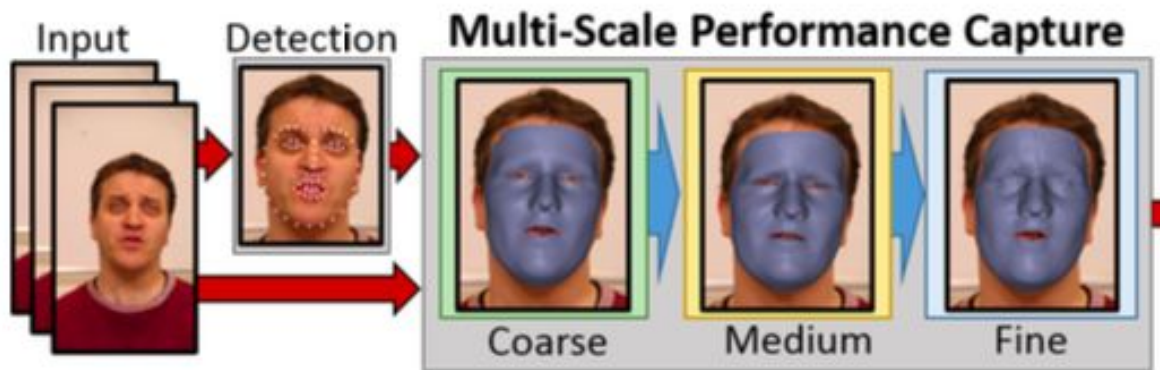 Input
Detection
Multi-Scale Performance Capture
Coarse
Medium
Fine